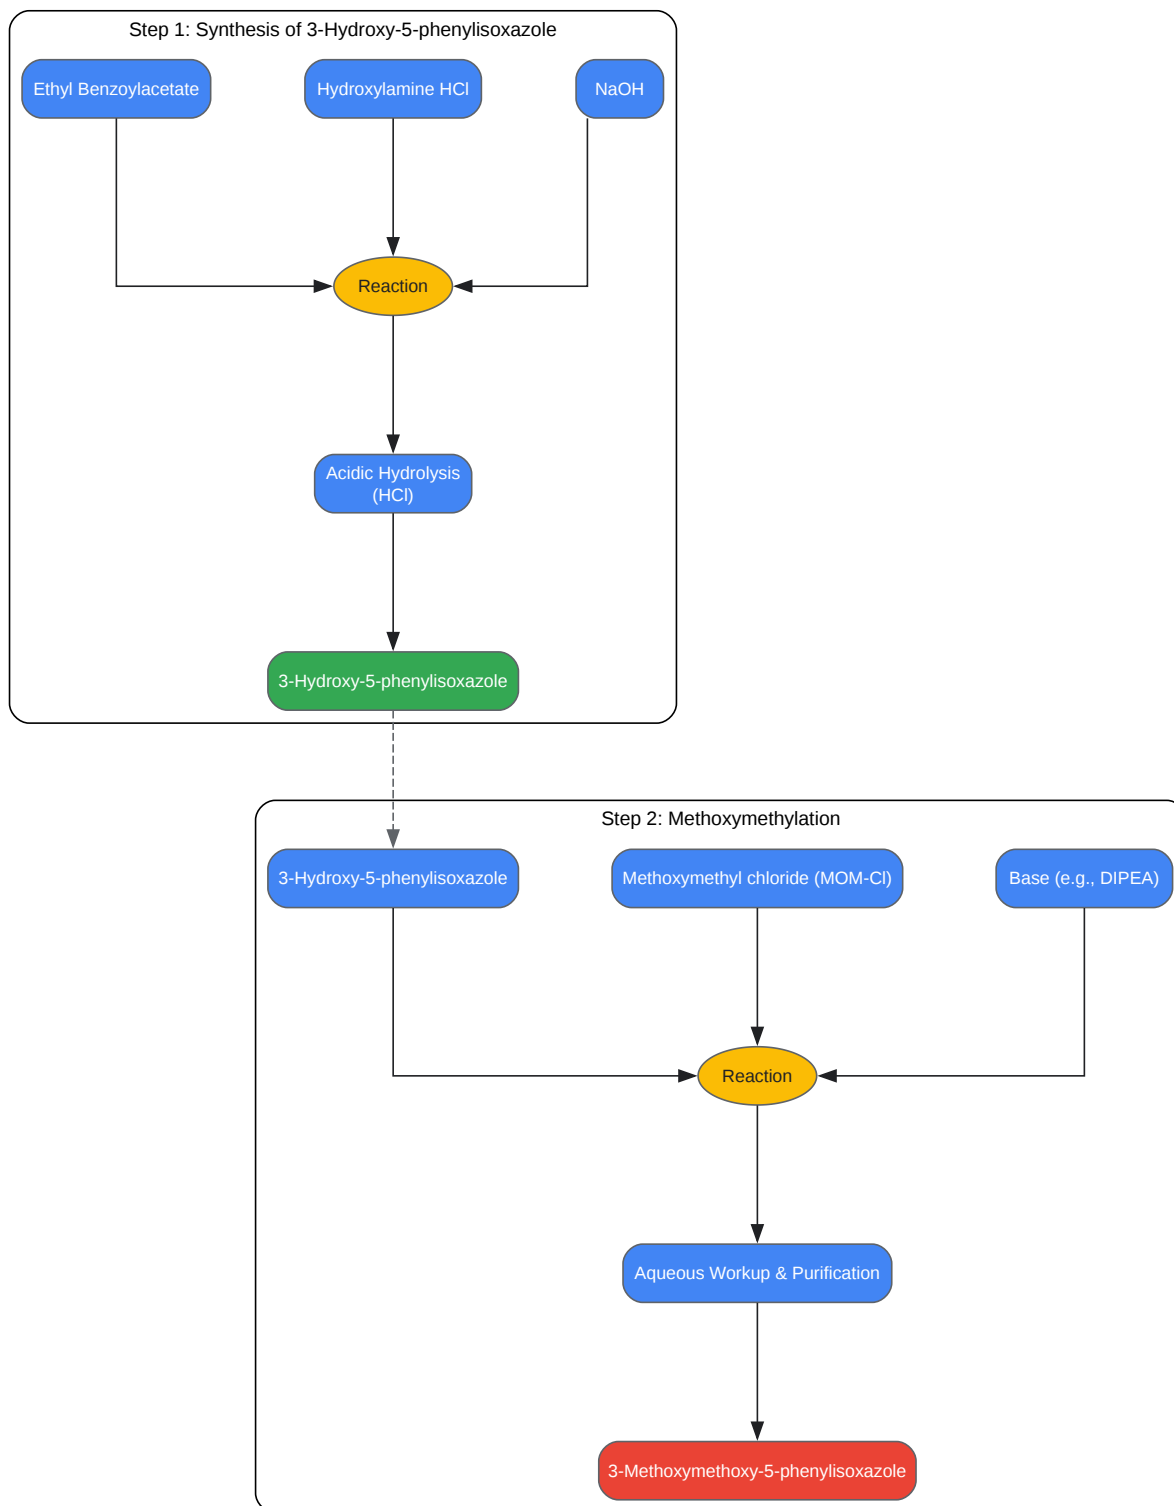 Step 1: Synthesis of 3-Hydroxy-5-phenylisoxazole
Ethyl Benzoylacetate
Hydroxylamine HCl
NaOH
Reaction
Acidic Hydrolysis
(HCl)
3-Hydroxy-5-phenylisoxazole
Step 2: Methoxymethylation
3-Hydroxy-5-phenylisoxazole
Methoxymethyl chloride (MOM-Cl)
Base (e.g., DIPEA)
Reaction
Aqueous Workup & Purification
3-Methoxymethoxy-5-phenylisoxazole